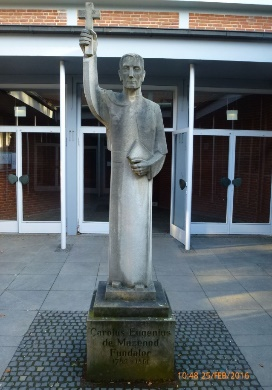 Carolus Eugenius
de Mazenod
Fundator
10:48 25/FEB/2016